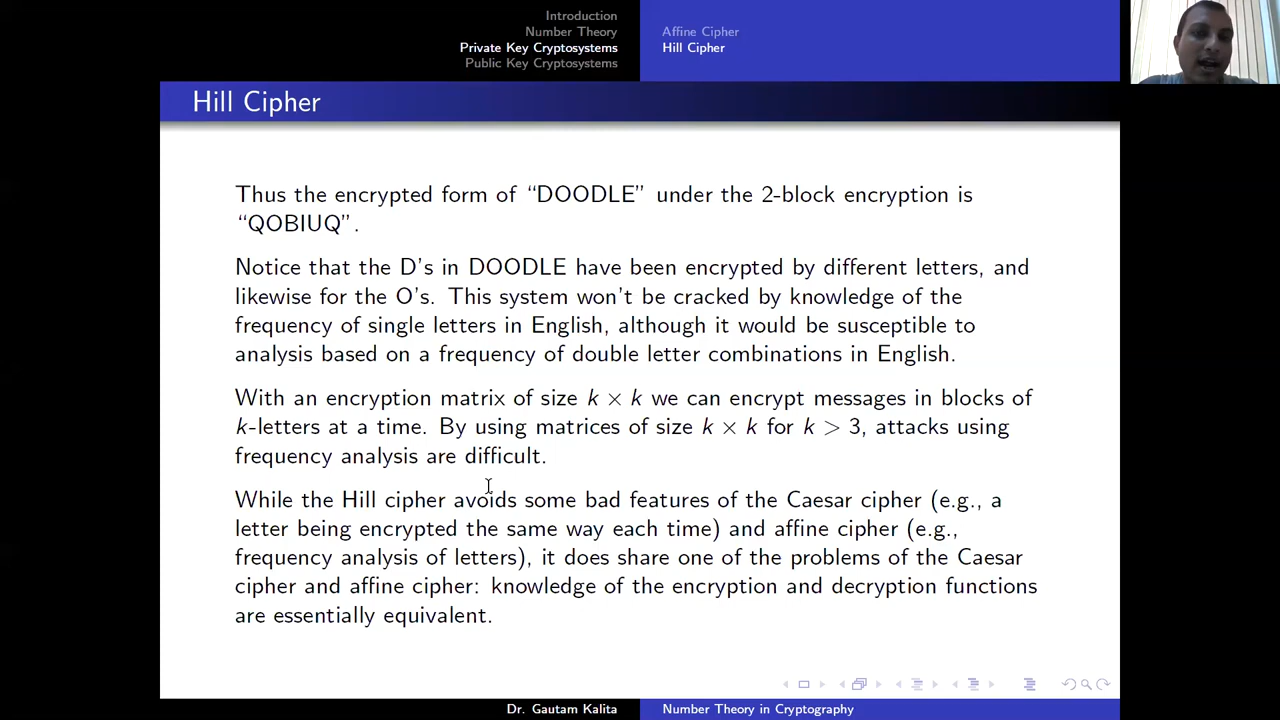 Introduction
Number Theory
Private Key Cryptosystems
Public Key Cryptosystems
Affine Cipher
Hill Cipher
Hill Cipher
Thus the encrypted form of “DOODLE” under the 2-block encryption is
“QOBIUQ”.
Notice that the D’s in DOODLE have been encrypted by different letters, and
likewise for the O’s. This system won’t be cracked by knowledge of the
frequency of single letters in English, although it would be susceptible to
analysis based on a frequency of double letter combinations in English.
With an encryption matrix of size k × k we can encrypt messages in blocks of
k-letters at a time. By using matrices of size k × k for k > 3, attacks using
frequency analysis are difficult.
While the Hill cipher avoids some bad features of the Caesar cipher (e.g., a
letter being encrypted the same way each time) and affine cipher (e.g.,
frequency analysis of letters), it does share one of the problems of the Caesar
cipher and affine cipher: knowledge of the encryption and decryption functions
are essentially equivalent.
Dr. Gautam Kalita
Number Theory in Cryptography